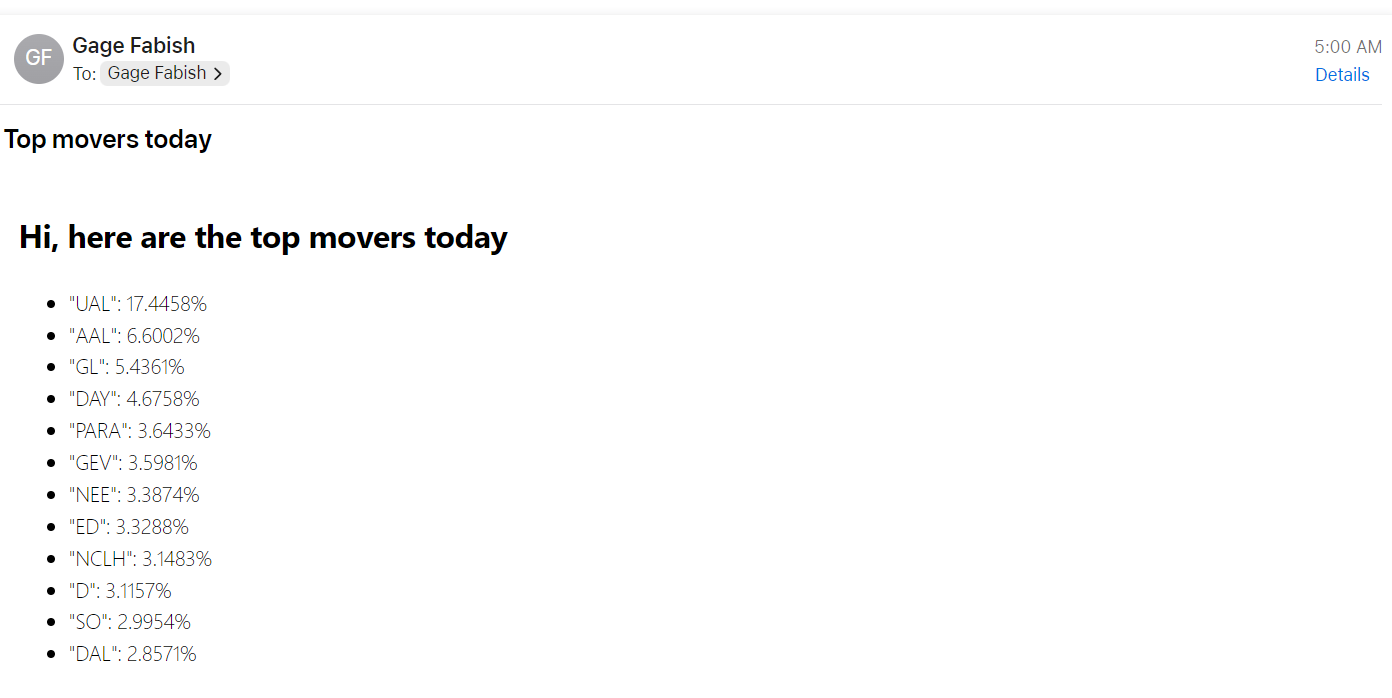 GF
Gage Fabish
To: Gage Fabish
5:00 AM
Details
Top movers today
Hi, here are the top movers today
"UAL": 17.4458%
"AAL": 6.6002%
"GL": 5.4361%
"DAY": 4.6758%
"PARA": 3.6433%
"GEV": 3.5981%
"NEE": 3.3874%
"ED": 3.3288%
"NCLH": 3.1483%
"D": 3.1157%
"SO": 2.9954%
"DAL": 2.8571%